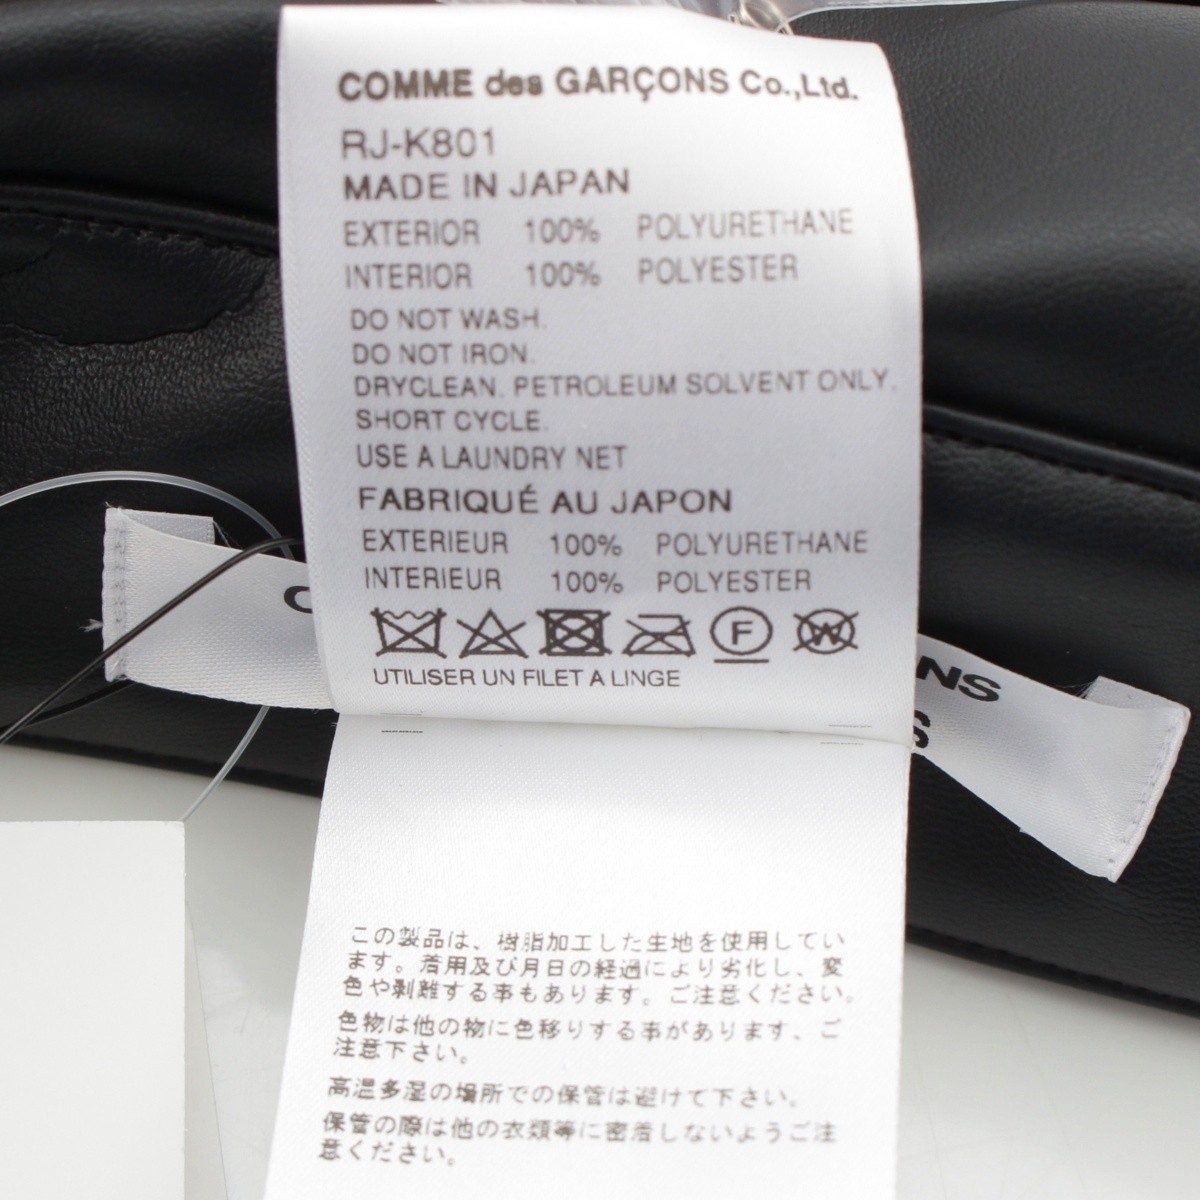 COMME des GARÇONS Co.,Ltd.
RJ-K801
MADE IN JAPAN
EXTERIOR 100% POLYURETHANE
INTERIOR 100% POLYESTER
DO NOT WASH.
DO NOT IRON.
DRYCLEAN. PETROLEUM SOLVENT ONLY.
SHORT CYCLE.
USE A LAUNDRY NET
FABRIQUÉ AU JAPON
EXTERIEUR 100% POLYURETHANE
INTERIEUR 100% POLYESTER
F W
UTILISER UN FILET A LINGE
C
NS
S
この製品は、樹脂加工した生地を使用してい
ます。着用及び月日の経過により劣化し、変
色や剥離する事もあります。ご注意ください。
色物は他の物に色移りする事があります、ご
注意下さい。
高温多湿の場所での保管は避けて下さい。
保管の際は他の衣類等に密着しないようご注
意ください。